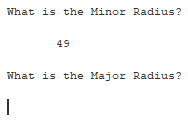 What is the Minor Radius?
49
What is the Major Radius?